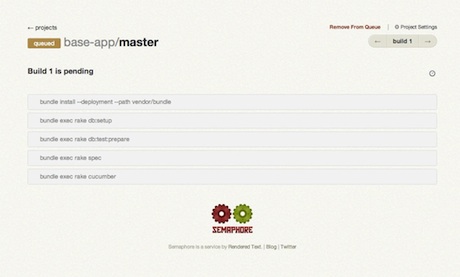 ← projects
Remove From Queue | Project Settings
queued base-app/master
← build 1 →
Build 1 is pending
bundle install --deployment --path vendor/bundle
bundle exec rake db:setup
bundle exec rake db:test:prepare
bundle exec rake spec
bundle exec rake cucumber
SEMAPHORE
Semaphore is a service by Rendered Text. | Blog | Twitter